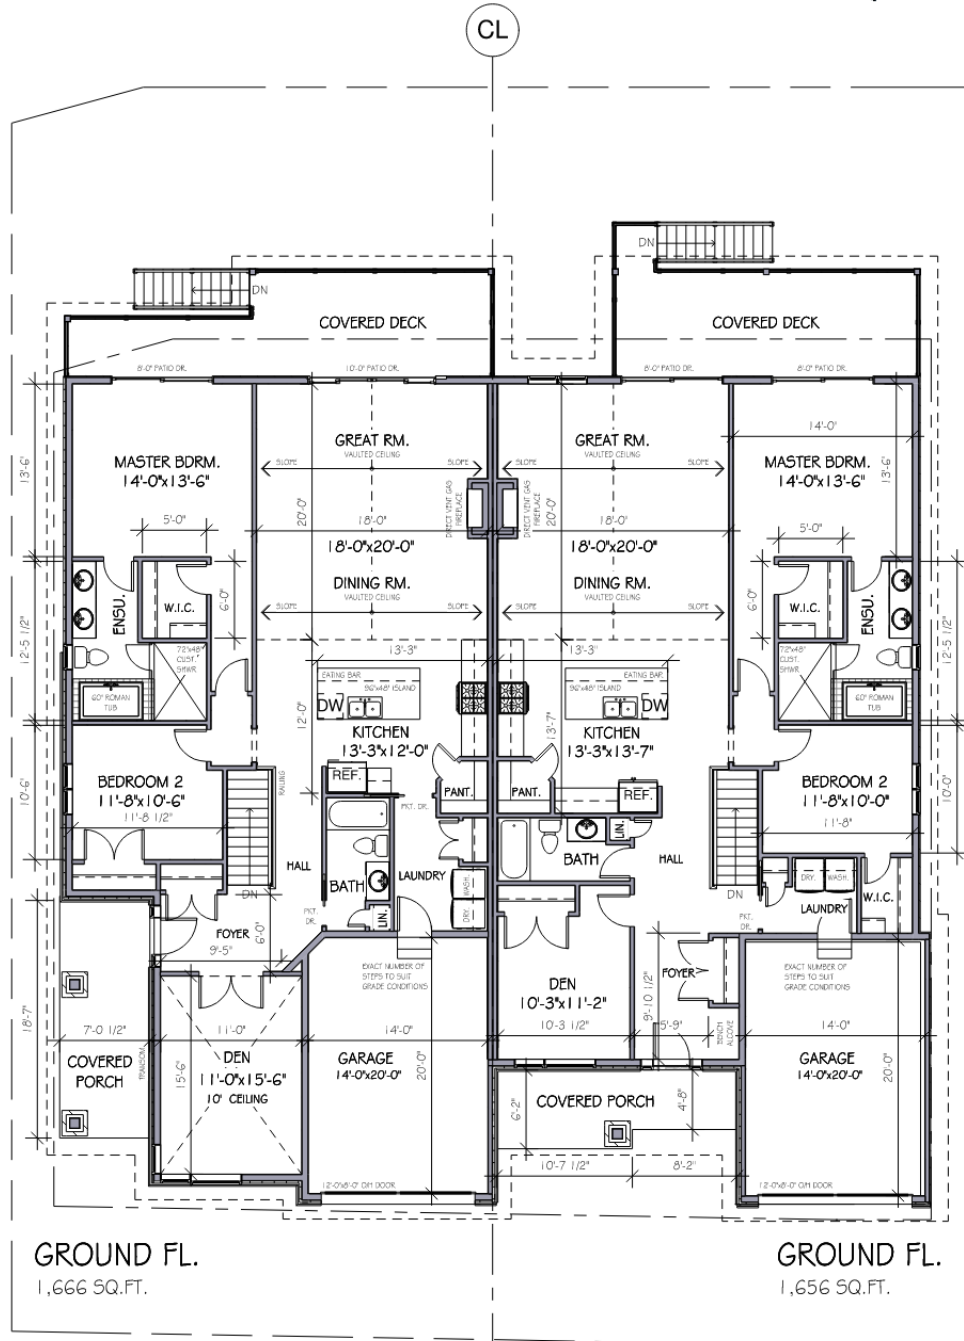 CL
DN
DN
COVERED DECK
COVERED DECK
8'-0" PATIO DR.
10'-0" PATIO DR.
8'-0" PATIO DR.
8'-0" PATIO DR.
14'-0"
GREAT RM.
VAULTED CEILING
GREAT RM.
VAULTED CEILING
MASTER BDRM.
14'-0"x13'-6"
MASTER BDRM.
14'-0"x13'-6"
SLOPE
SLOPE
SLOPE
SLOPE
13'-6"
13'-6"
DIRECT VENT GAS
FIREPLACE
DIRECT VENT GAS
FIREPLACE
20'-0"
20'-0"
5'-0"
18'-0"
18'-0"
5'-0"
18'-0"x20'-0"
18'-0"x20'-0"
DINING RM.
VAULTED CEILING
DINING RM.
VAULTED CEILING
ENSU.
W.I.C.
6'-0"
SLOPE
SLOPE
SLOPE
SLOPE
6'-0"
W.I.C.
ENSU.
12'-5 1/2"
12'-5 1/2"
72"x48"
CUST.
SHWR
13'-3"
13'-3"
72"x48"
CUST.
SHWR
EATING BAR
96"x48" ISLAND
EATING BAR
96"x48" ISLAND
60" ROMAN
TUB
60" ROMAN
TUB
DW
DW
12'-0"
13'-7"
KITCHEN
13'-3"x12'-0"
KITCHEN
13'-3"x13'-7"
BEDROOM 2
11'-8"x10'-6"
11'-8 1/2"
10'-6"
RAILING
REF.
PANT.
PANT.
REF.
BEDROOM 2
11'-8"x10'-0"
11'-8"
10'-0"
PKT. DR.
LIN.
HALL
BATH
LAUNDRY
WASH.
DRY.
BATH
HALL
DRY.
WASH.
W.I.C.
LAUNDRY
DN
DN
PKT.
DR.
LIN.
PKT.
DR.
FOYER
9'-5"
6'-0"
EXACT NUMBER OF
STEPS TO SUIT
GRADE CONDITIONS
DEN
10'-3"x11'-2"
10'-3 1/2"
FOYER
9'-10 1/2"
5'-9"
BENCH
ALCOVE
EXACT NUMBER OF
STEPS TO SUIT
GRADE CONDITIONS
18'-7"
7'-0 1/2"
11'-0"
14'-0"
14'-0"
COVERED
PORCH
TRANSOM
DEN
11'-0"x15'-6"
10' CEILING
15'-6"
GARAGE
14'-0"x20'-0"
20'-0"
GARAGE
14'-0"x20'-0"
20'-0"
COVERED PORCH
6'-2"
4'-8"
10'-7 1/2"
8'-2"
12'-0"x8'-0" O/H DOOR
12'-0"x8'-0" O/H DOOR
GROUND FL.
1,666 SQ.FT.
GROUND FL.
1,656 SQ.FT.